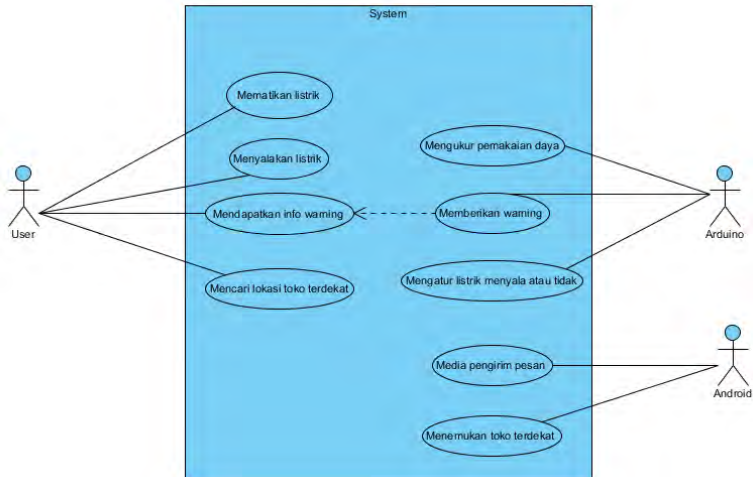 System
Mematikan listrik
Mengukur pemakaian daya
Menyalakan listrik
Mendapatkan info warning
Memberikan warning
User
Arduino
Mencari lokasi toko terdekat
Mengatur listrik menyala atau tidak
Media pengirim pesan
Android
Menemukan toko terdekat